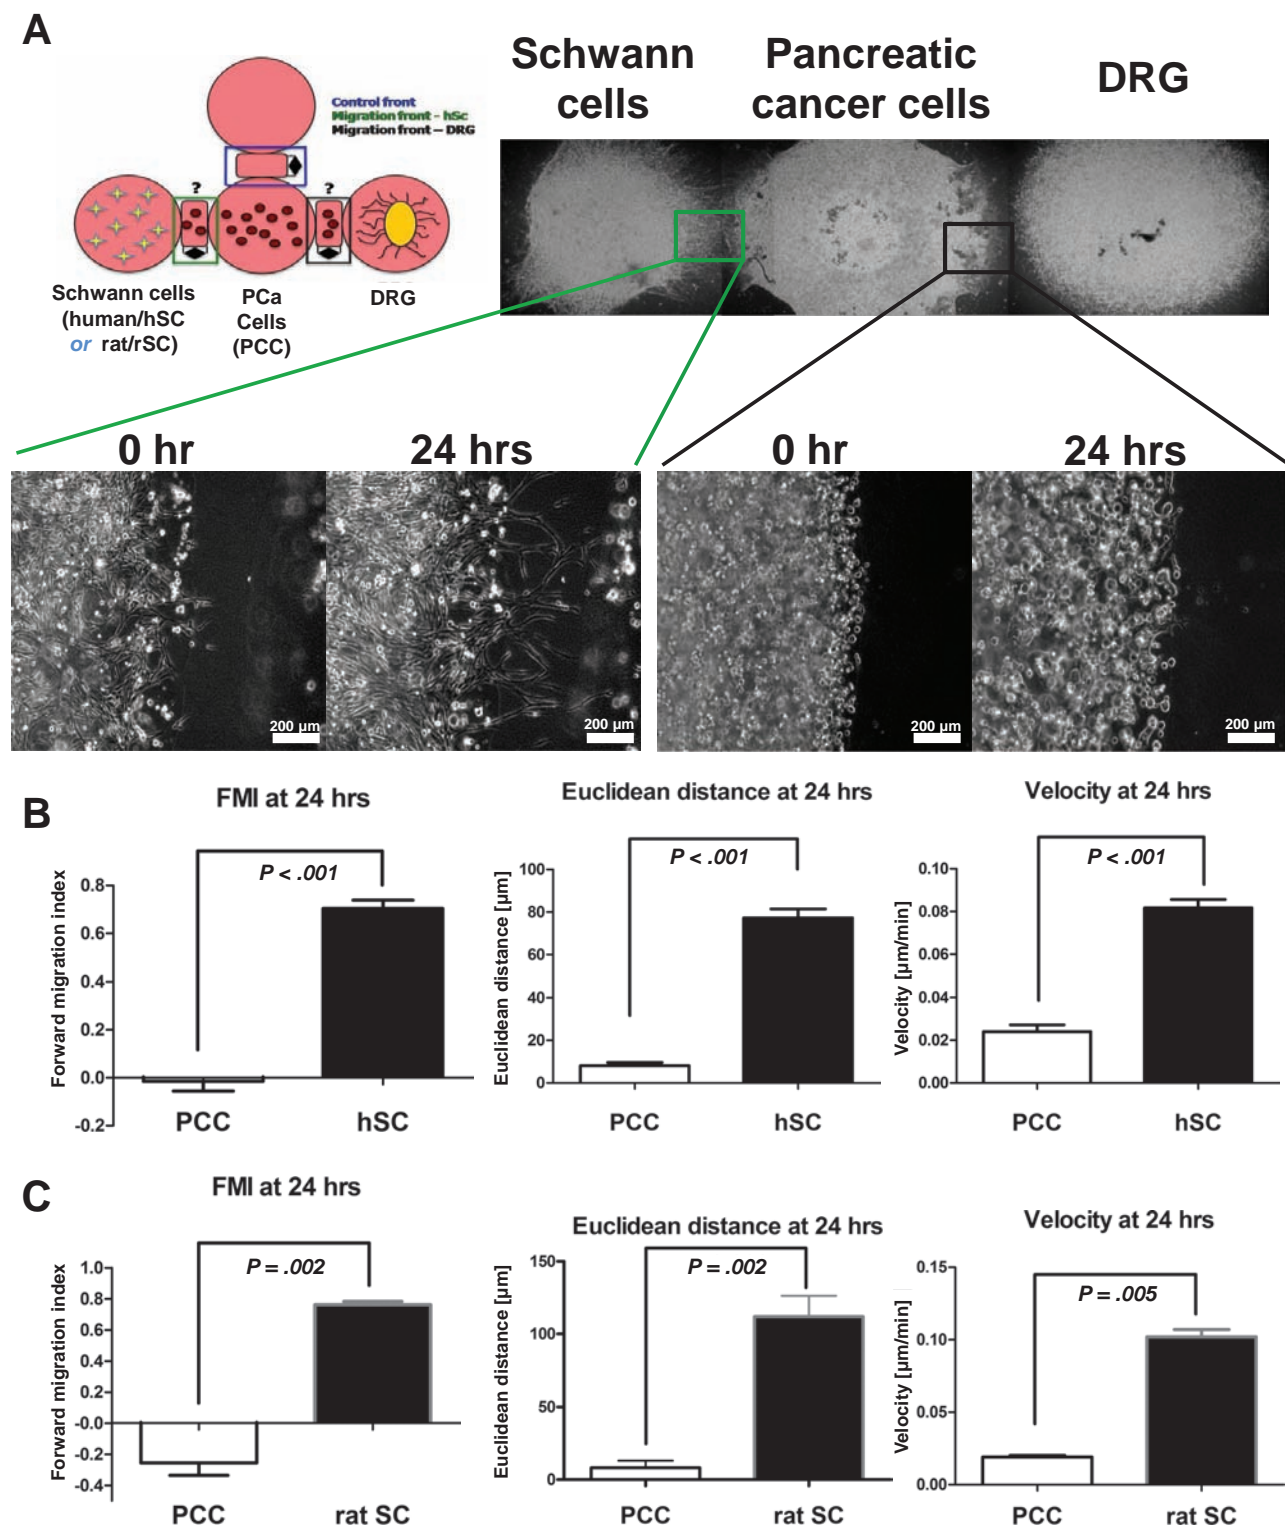 A
Control front
Migration front - hSc
Migration front – DRG
?
?
Schwann cells
(human/hSC
or rat/rSC)
PCa
Cells
(PCC)
DRG
Schwann
cells
Pancreatic
cancer cells
DRG
0 hr
24 hrs
0 hr
24 hrs
200 µm
200 µm
200 µm
200 µm
B
FMI at 24 hrs
P < .001
Forward migration index
0.8
0.6
0.4
0.2
0.0
-0.2
PCC
hSC
Euclidean distance at 24 hrs
P < .001
Euclidean distance [µm]
100
80
60
40
20
0
PCC
hSC
Velocity at 24 hrs
P < .001
Velocity [µm/min]
0.10
0.08
0.06
0.04
0.02
0.00
PCC
hSC
C
FMI at 24 hrs
P = .002
Forward migration index
1.0
0.8
0.6
0.4
0.2
-0.0
-0.2
-0.4
PCC
rat SC
Euclidean distance at 24 hrs
P = .002
Euclidean distance [µm]
150
100
50
0
PCC
rat SC
Velocity at 24 hrs
P = .005
Velocity [µm/min]
0.15
0.10
0.05
0.00
PCC
rat SC